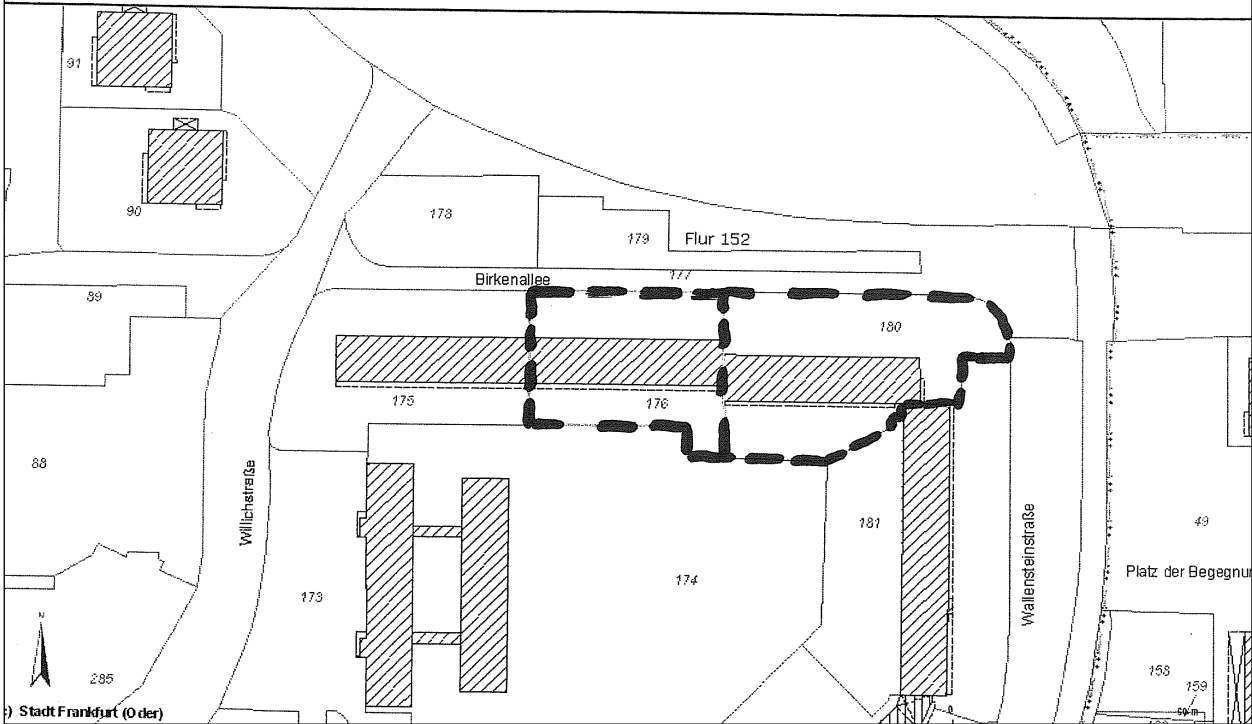 91
90
178
179
Flur 152
177
Birkenallee
89
180
175
176
88
Willichstraße
181
Wallensteinstraße
49
174
173
Platz der Begegnu
N
285
158
159
60 m
) Stadt Frankfurt (Oder)